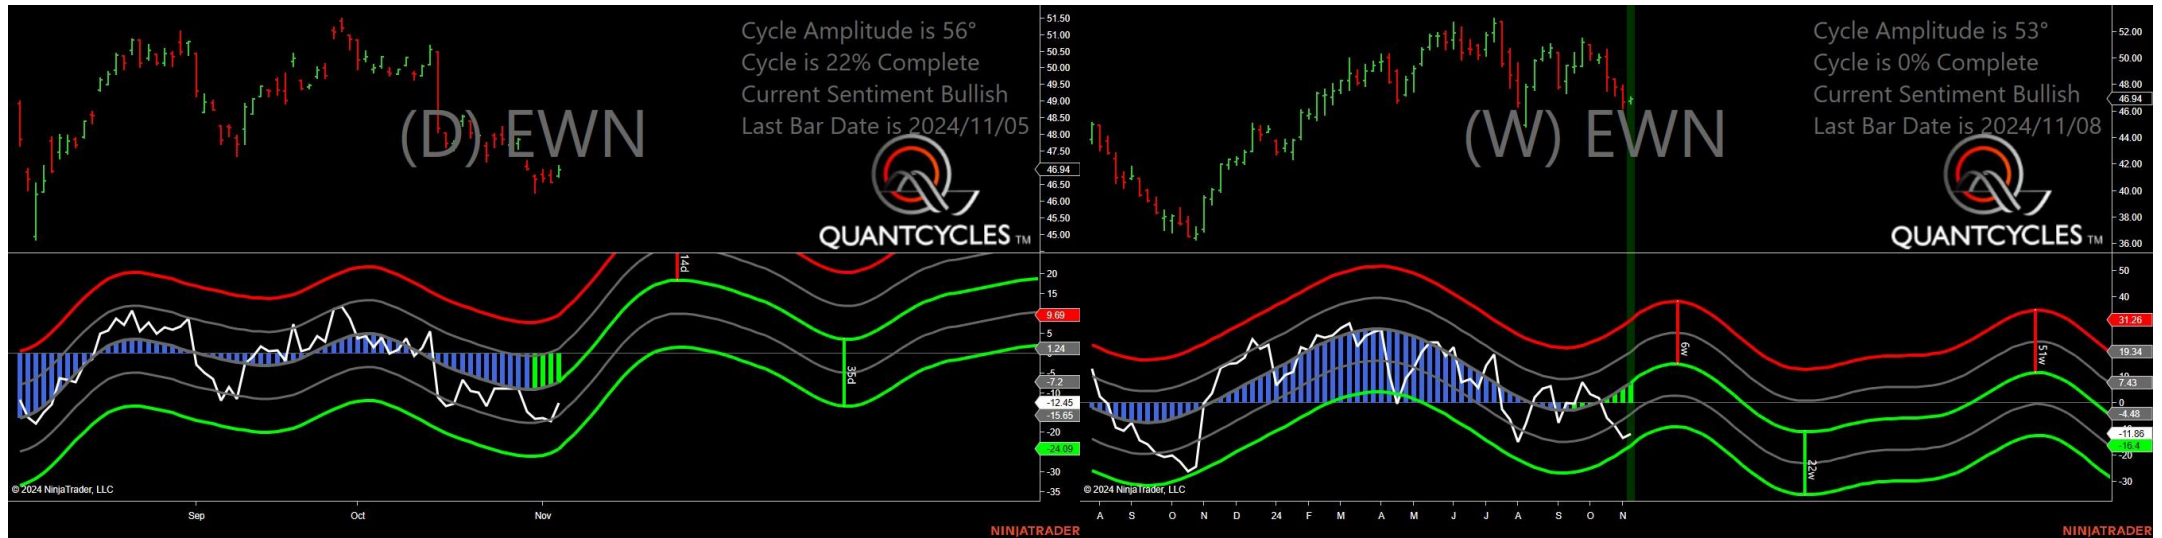 Cycle Amplitude is 56°
Cycle is 22% Complete
Current Sentiment Bullish
Last Bar Date is 2024/11/05
(D) EWN
QUANTCYCLES TM
51.50
51.00
50.50
50.00
49.50
49.00
48.50
48.00
47.50
46.94
46.50
46.00
45.50
45.00
14d
35d
20
15
9.69
5
1.24
-5
-7.2
-10
-12.45
-15.65
-20
-24.09
-30
-35
© 2024 NinjaTrader, LLC
Sep Oct Nov
NINJATRADER
Cycle Amplitude is 53°
Cycle is 0% Complete
Current Sentiment Bullish
Last Bar Date is 2024/11/08
(W) EWN
QUANTCYCLES TM
52.00
50.00
48.00
46.94
46.00
44.00
42.00
40.00
38.00
36.00
6w
22w
51w
50
40
31.26
19.34
10
7.43
0
-4.48
-11.86
-16.4
-20
-30
© 2024 NinjaTrader, LLC
A S O N D 24 F M A M J J A S O N
NINJATRADER